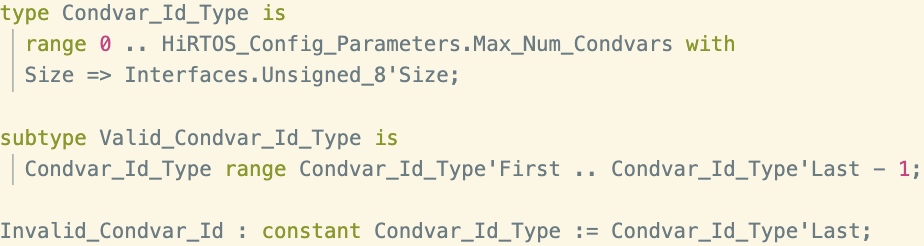 type Condvar_Id_Type is
range 0 .. HiRTOS_Config_Parameters.Max_Num_Condvars with
Size => Interfaces.Unsigned_8'Size;
subtype Valid_Condvar_Id_Type is
Condvar_Id_Type range Condvar_Id_Type'First .. Condvar_Id_Type'Last - 1;
Invalid_Condvar_Id : constant Condvar_Id_Type := Condvar_Id_Type'Last;